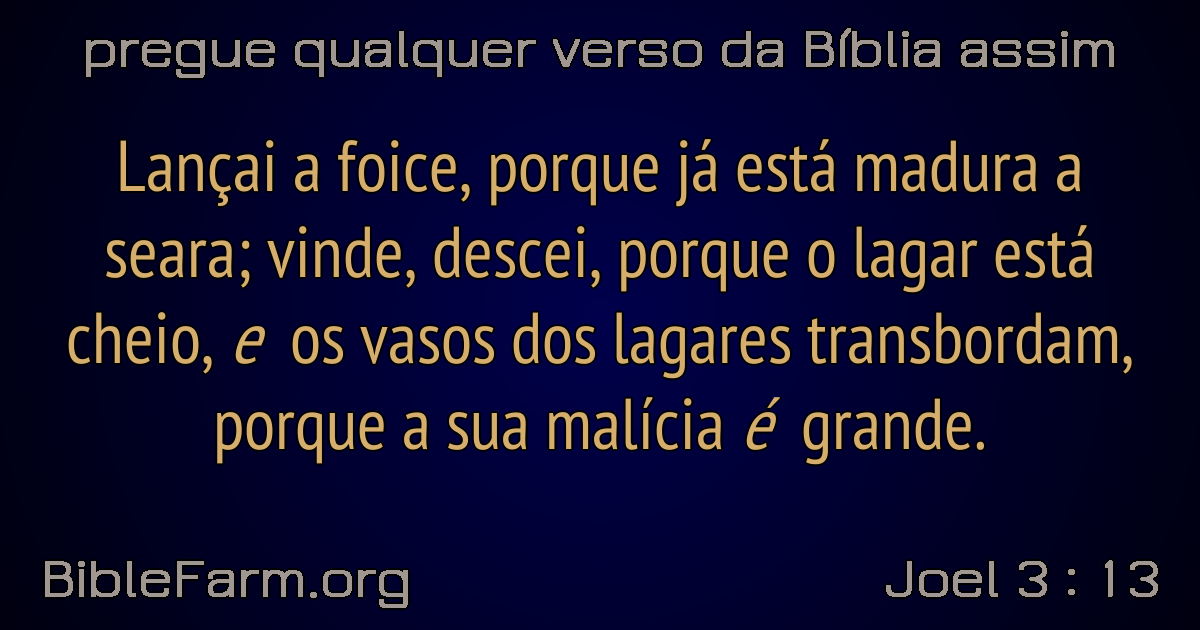 pregue qualquer verso da Bíblia assim
Lançai a foice, porque já está madura a
seara; vinde, descei, porque o lagar está
cheio, e os vasos dos lagares transbordam,
porque a sua malícia é grande.
BibleFarm.org
Joel 3 : 13